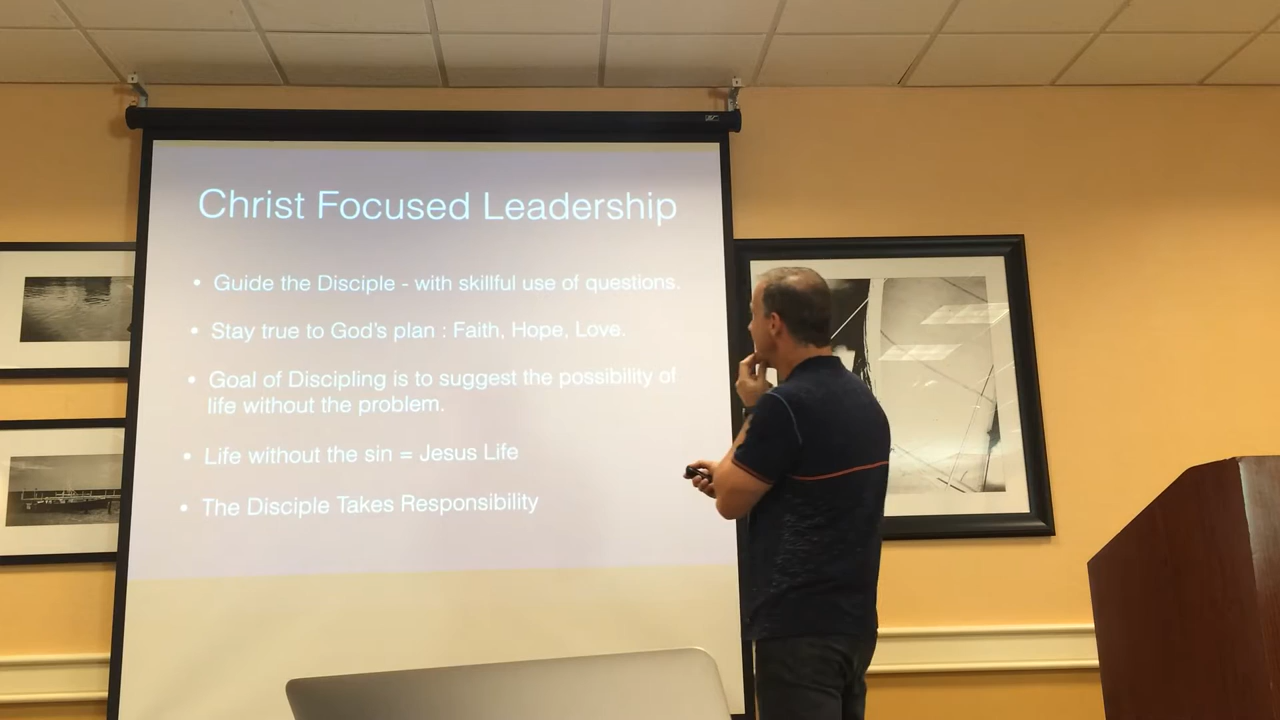 Christ Focused Leadership
• Guide the Disciple - with skillful use of questions.
• Stay true to God's plan : Faith, Hope, Love.
• Goal of Discipling is to suggest the possibility of
life without the problem.
• Life without the sin = Jesus Life
• The Disciple Takes Responsibility